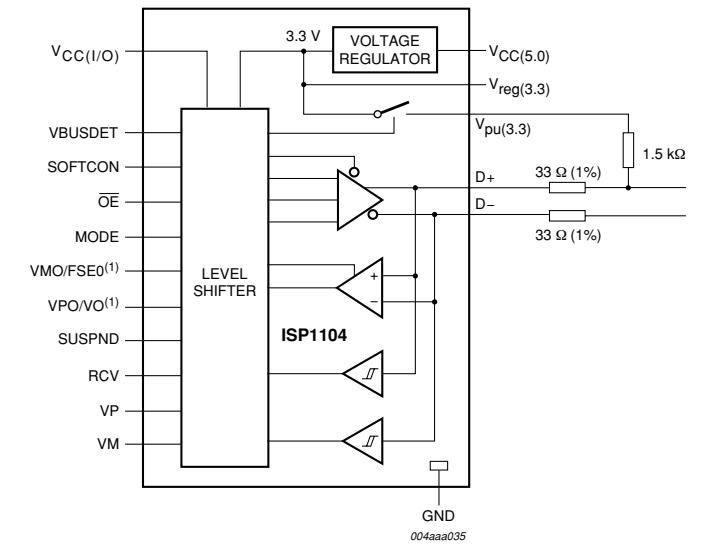 3.3 V
VOLTAGE
REGULATOR
VCC(I/O)
VCC(5.0)
Vreg(3.3)
Vpu(3.3)
1.5 kΩ
VBUSDET
SOFTCON
OE
MODE
VMO/FSE0(1)
VPO/VO(1)
SUSPND
RCV
VP
VM
LEVEL
SHIFTER
D+
33 Ω (1%)
D−
33 Ω (1%)
+
−
ISP1104
GND
004aaa035